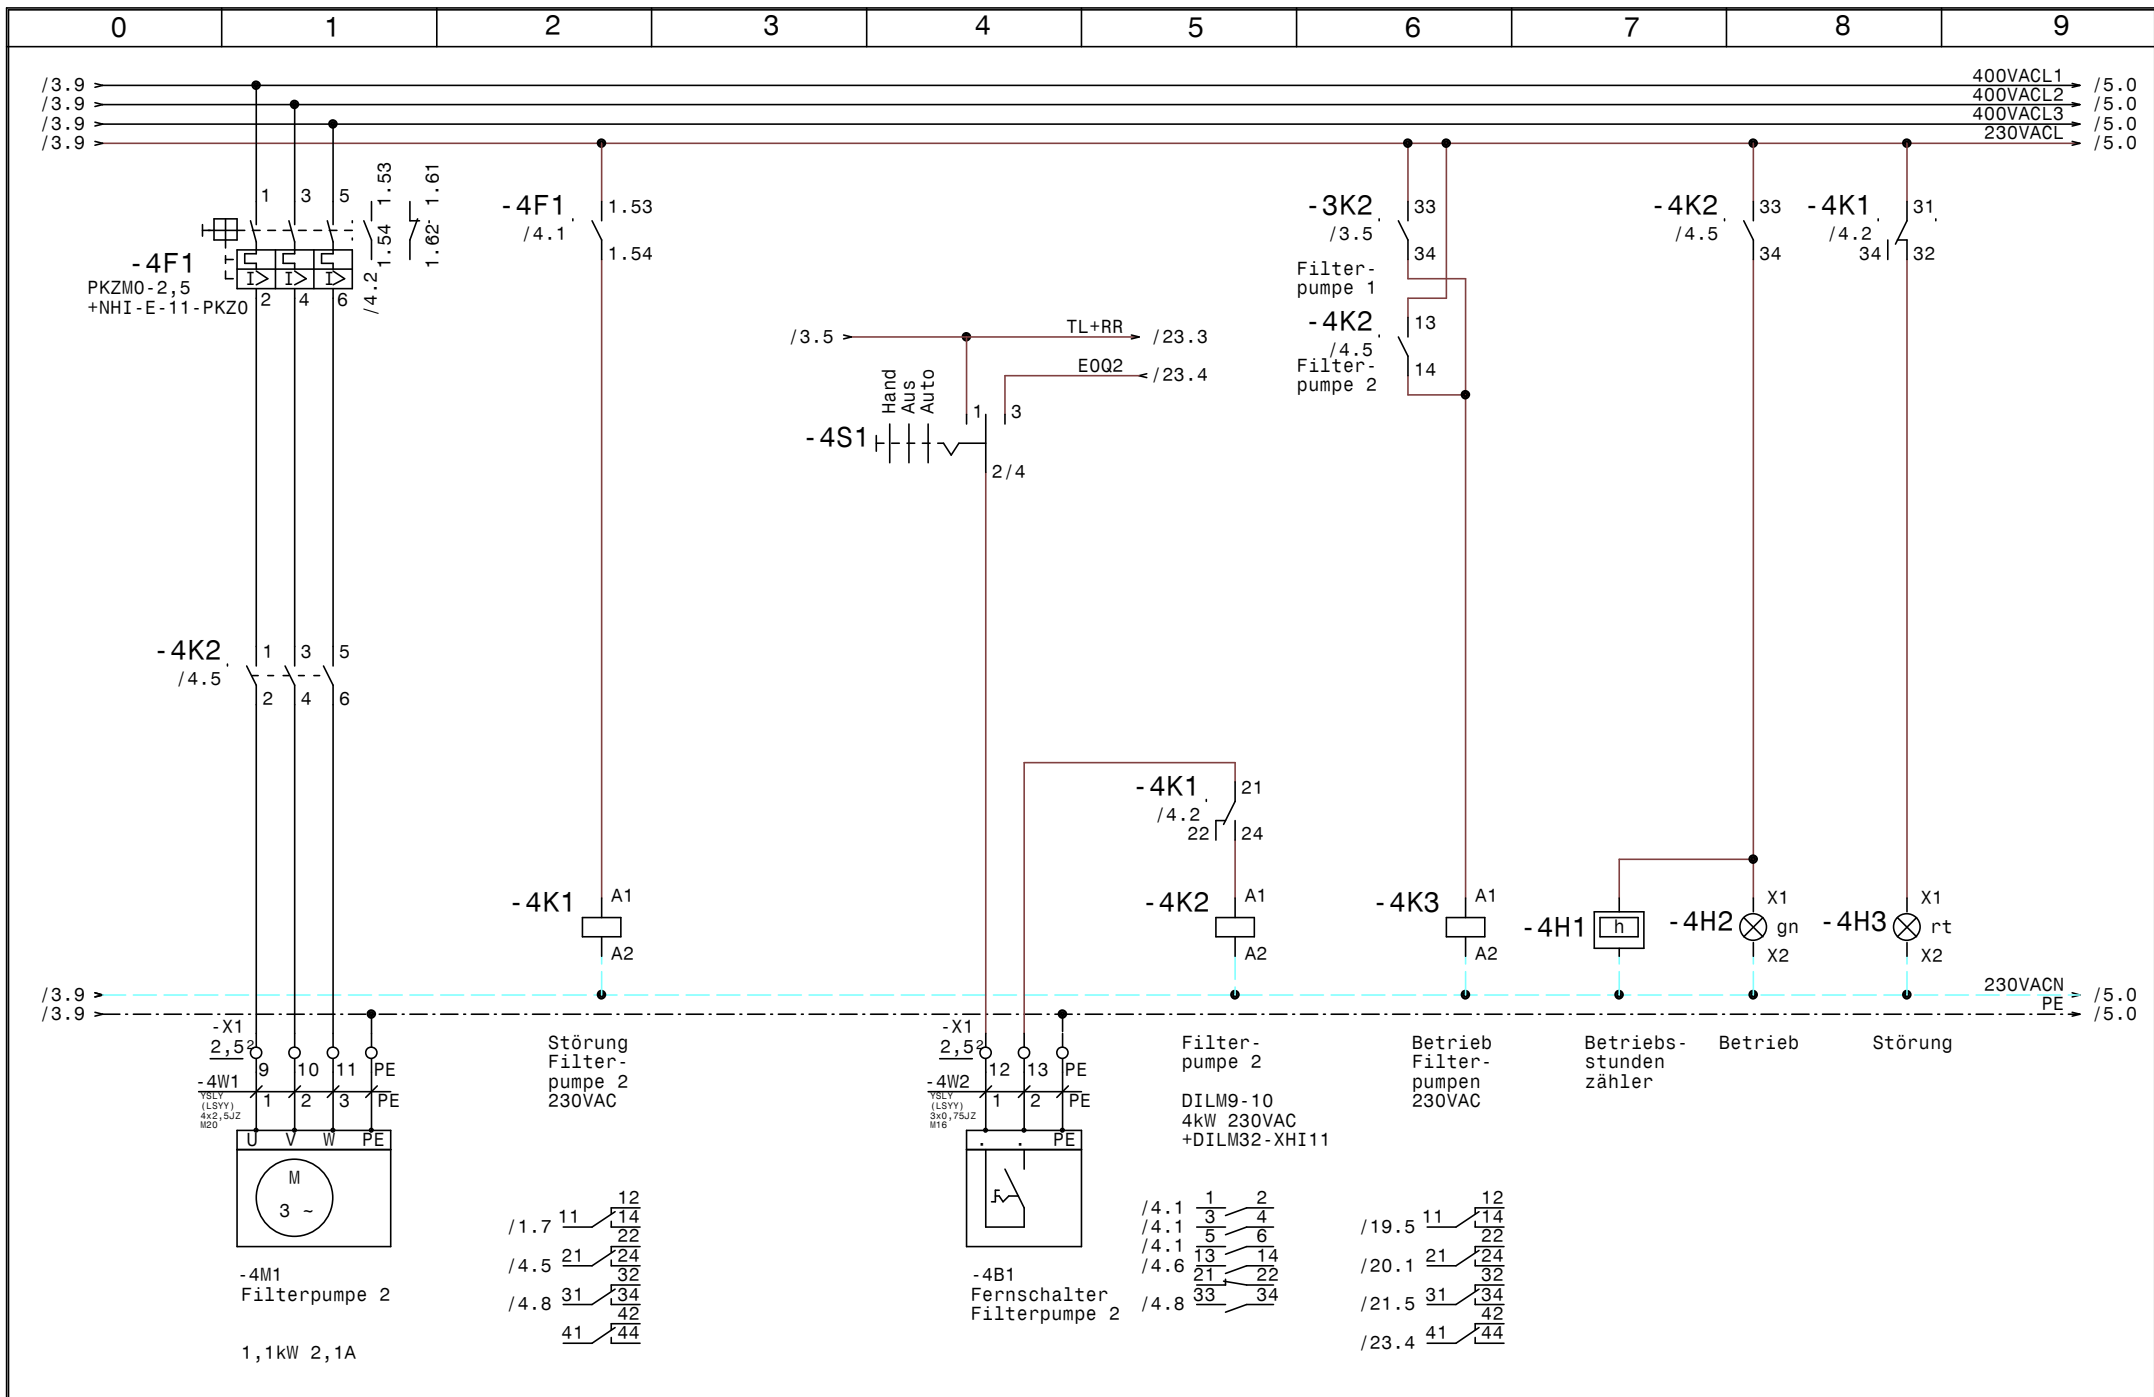 0 1 2 3 4 5 6 7 8 9
/3.9 400VACL1 /5.0
/3.9 400VACL2 /5.0
/3.9 400VACL3 /5.0
/3.9 230VACL /5.0
1 3 5 1.53 1.61
1.54 1.62
-4F1
PKZM0-2,5
+NHI-E-11-PKZ0
2 4 6 /4.2
-4F1 1.53
/4.1
1.54
-3K2 33
/3.5
34
Filter-
pumpe 1
-4K2 13
/4.5
14
Filter-
pumpe 2
-4K2 33
/4.5
34
-4K1 31
/4.2
34 32
/3.5 TL+RR /23.3
E0Q2 /23.4
Hand
Aus
Auto
1 3
-4S1
2/4
-4K2 1 3 5
/4.5
2 4 6
-4K1 21
/4.2
22 24
-4K1 A1
A2
-4K2 A1
A2
-4K3 A1
A2
-4H1 h
-4H2 X1
gn
X2
-4H3 X1
rt
X2
/3.9 230VACN /5.0
/3.9 PE /5.0
-X1
2,5²
9 10 11 PE
-4W1
YSLY
(LSYY)
4x2,5JZ
M20
1 2 3 PE
U V W PE
M
3 ~
-4M1
Filterpumpe 2
1,1kW 2,1A
Störung
Filter-
pumpe 2
230VAC
12
/1.7 11 14
22
/4.5 21 24
32
/4.8 31 34
42
41 44
-X1
2,5²
12 13 PE
-4W2
YSLY
(LSYY)
3x0,75JZ
M16
1 2 PE
. . PE
-4B1
Fernschalter
Filterpumpe 2
Filter-
pumpe 2
DILM9-10
4kW 230VAC
+DILM32-XHI11
/4.1 1 2
/4.1 3 4
/4.1 5 6
/4.6 13 14
21 22
/4.8 33 34
Betrieb
Filter-
pumpen
230VAC
12
/19.5 11 14
22
/20.1 21 24
32
/21.5 31 34
42
/23.4 41 44
Betriebs-
stunden
zähler
Betrieb
Störung